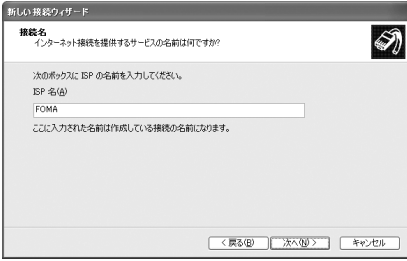 新しい接続ウィザード
接続名
インターネット接続を提供するサービスの名前は何ですか?
次のボックスに ISP の名前を入力してください。
ISP 名(A)
FOMA
ここに入力された名前は作成している接続の名前になります。
< 戻る(B)
次へ(N) >
キャンセル